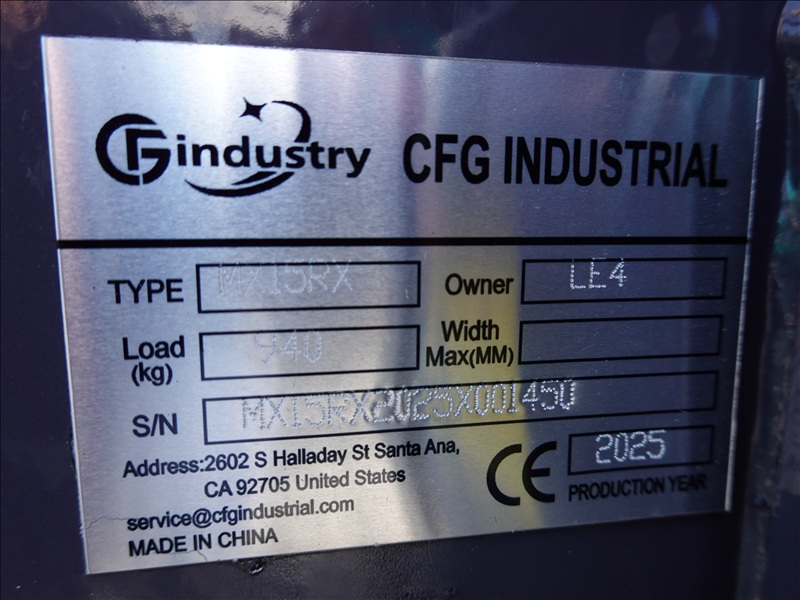 CFGindustry CFG INDUSTRIAL
TYPE MX15RX Owner LE4
Load (kg) 940 Width Max(MM)
S/N MX15RX2025X001450
Address:2602 S Halladay St Santa Ana,
CA 92705 United States
service@cfgindustrial.com
MADE IN CHINA
CE
2025
PRODUCTION YEAR